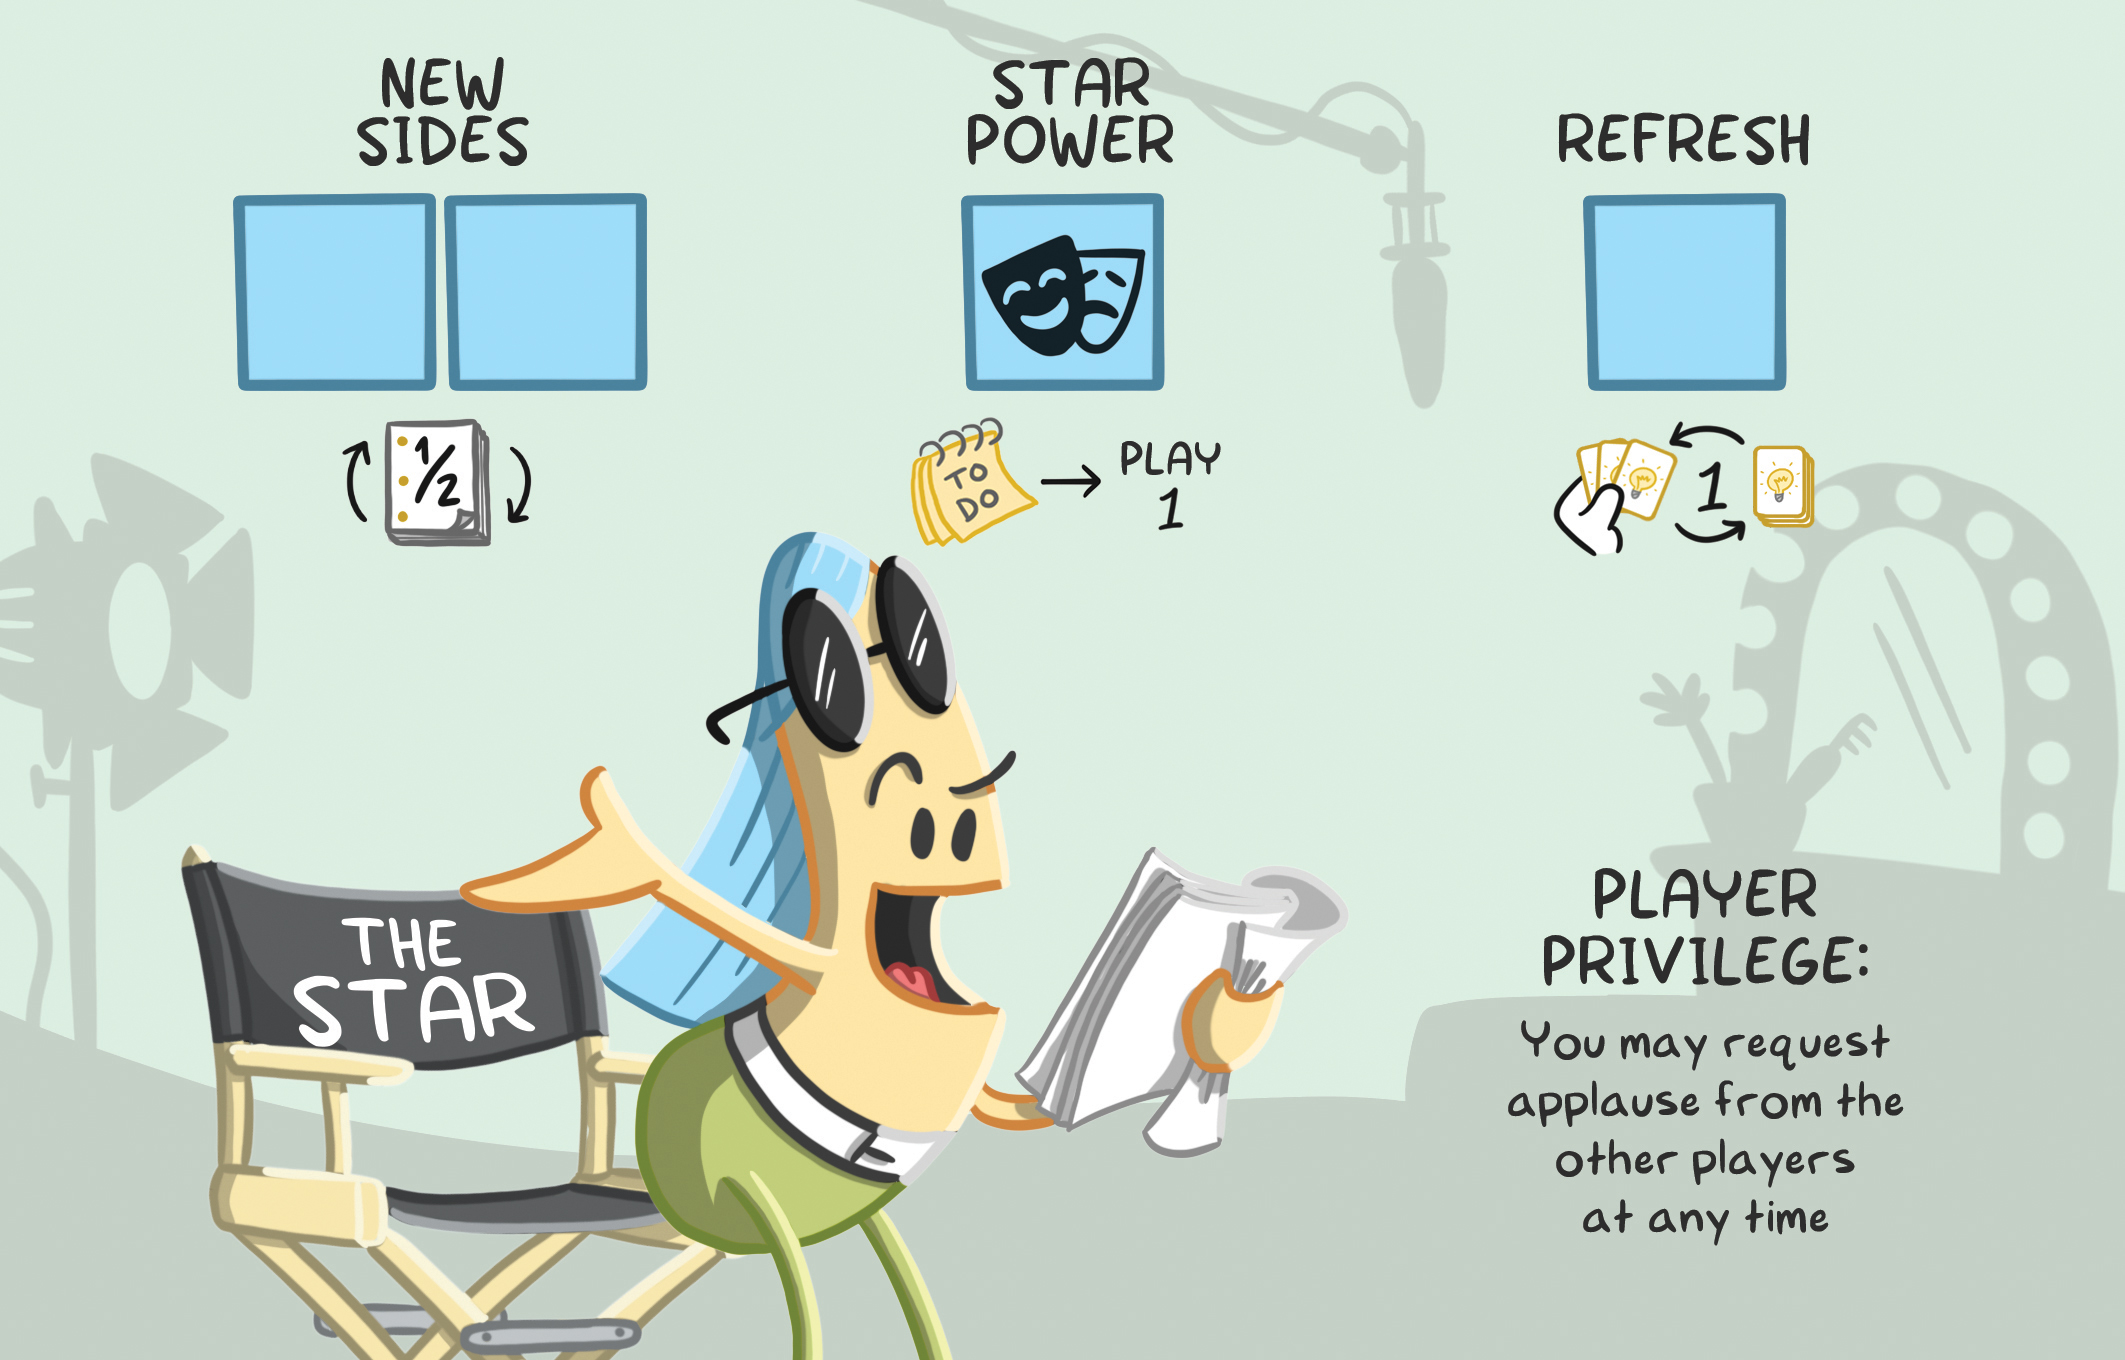 NEW
SIDES
STAR
POWER
REFRESH
1/2
TO
DO
PLAY
1
1
THE
STAR
PLAYER
PRIVILEGE:
You may request
applause from the
other players
at any time